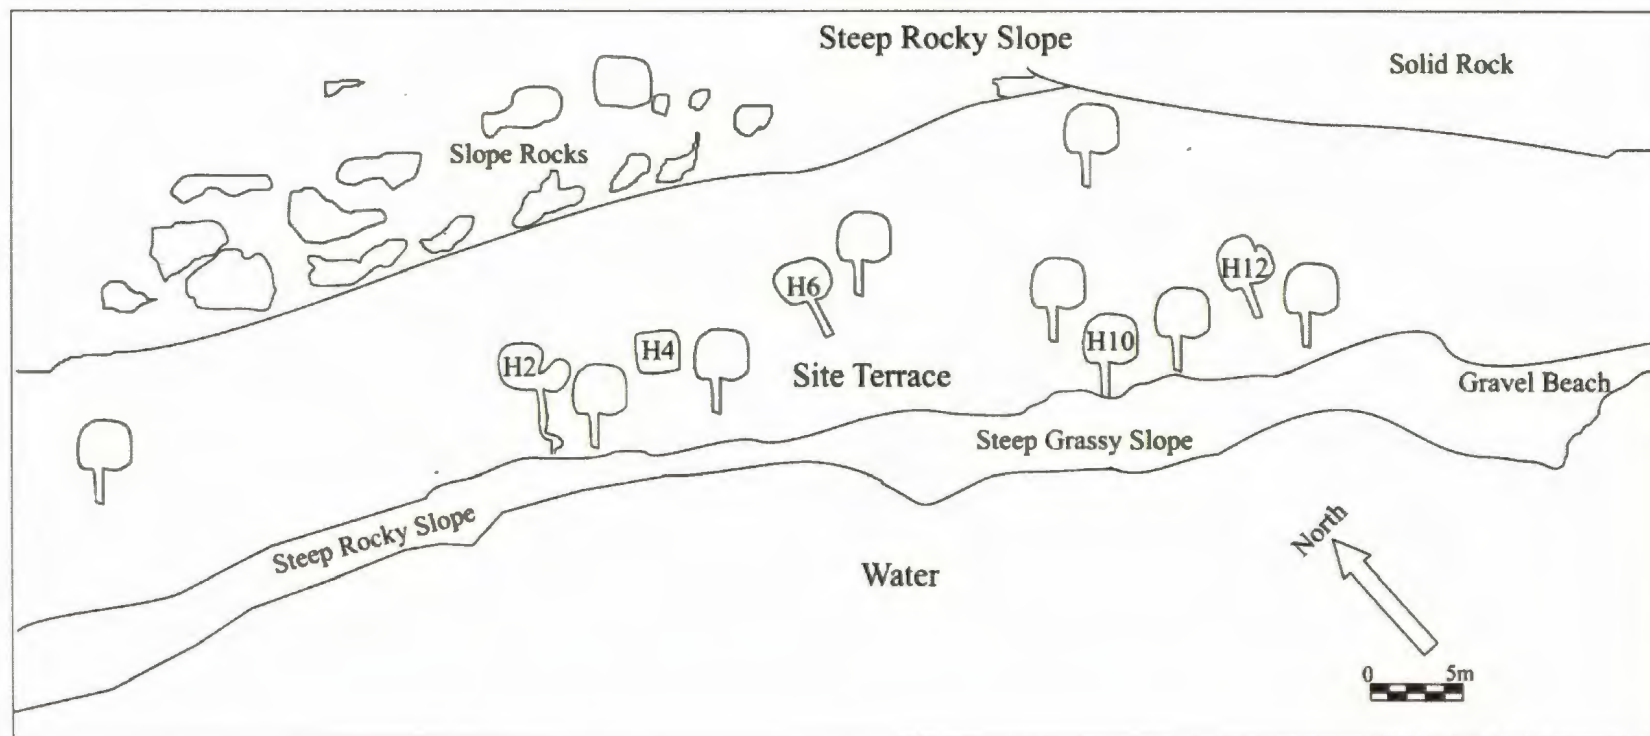 Steep Rocky Slope
Solid Rock
Slope Rocks
H12
H6
H10
H4
H2
Site Terrace
Gravel Beach
Steep Grassy Slope
Steep Rocky Slope
North
Water
0 5m